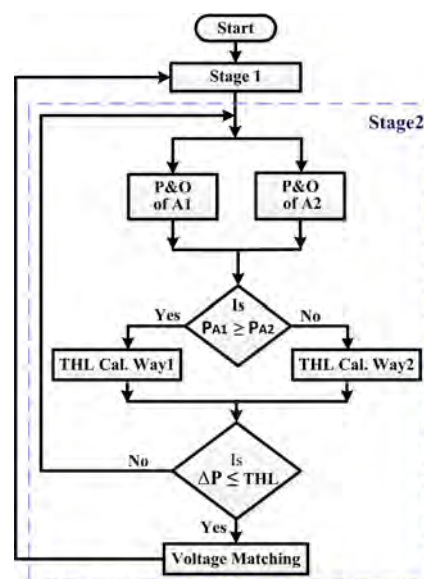 Start
Stage 1
Stage2
P&O
of A1
P&O
of A2
Is
PA1 ≥ PA2
Yes
No
THL Cal. Way1
THL Cal. Way2
Is
ΔP ≤ THL
No
Yes
Voltage Matching